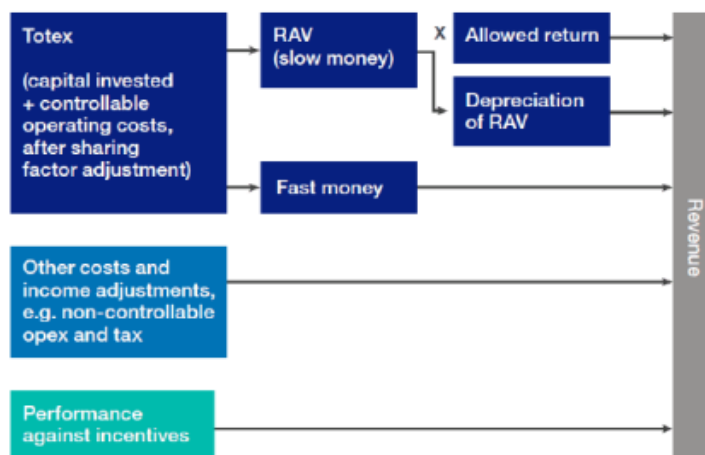 Totex
(capital invested
+ controllable
operating costs,
after sharing
factor adjustment)
RAV
(slow money)
X
Allowed return
Depreciation
of RAV
Fast money
Other costs and
income adjustments,
e.g. non-controllable
opex and tax
Performance
against incentives
Revenue